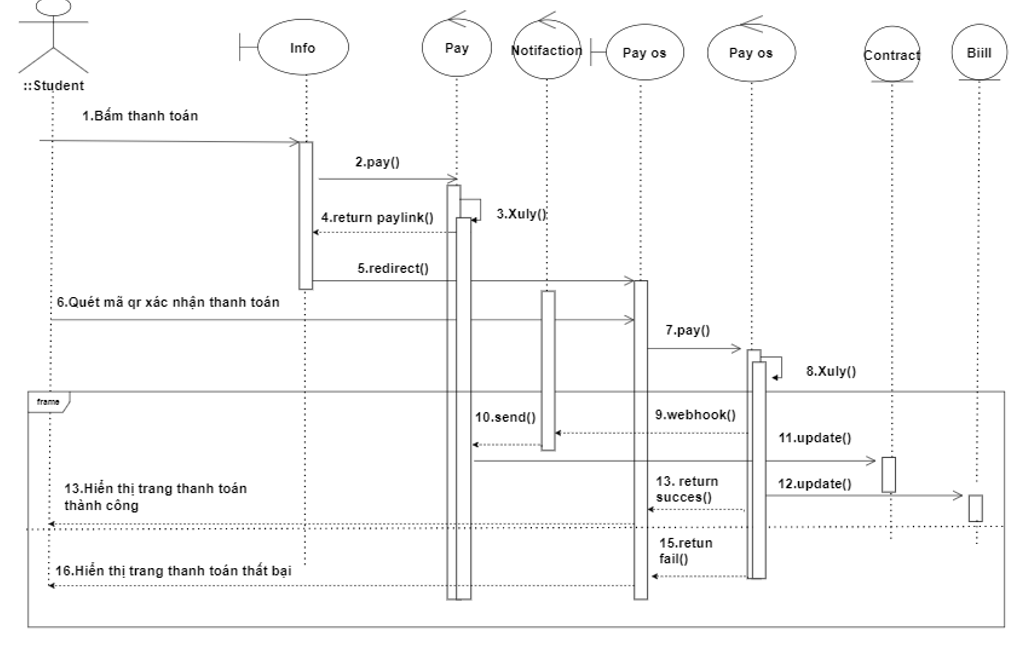 Info
Pay
Notifaction
Pay os
Pay os
Contract
Biill
::Student
1.Bấm thanh toán
2.pay()
3.Xuly()
4.return paylink()
5.redirect()
6.Quét mã qr xác nhận thanh toán
7.pay()
8.Xuly()
frame
9.webhook()
10.send()
11.update()
12.update()
13. return
succes()
13.Hiển thị trang thanh toán
thành công
15.retun
fail()
16.Hiển thị trang thanh toán thất bại